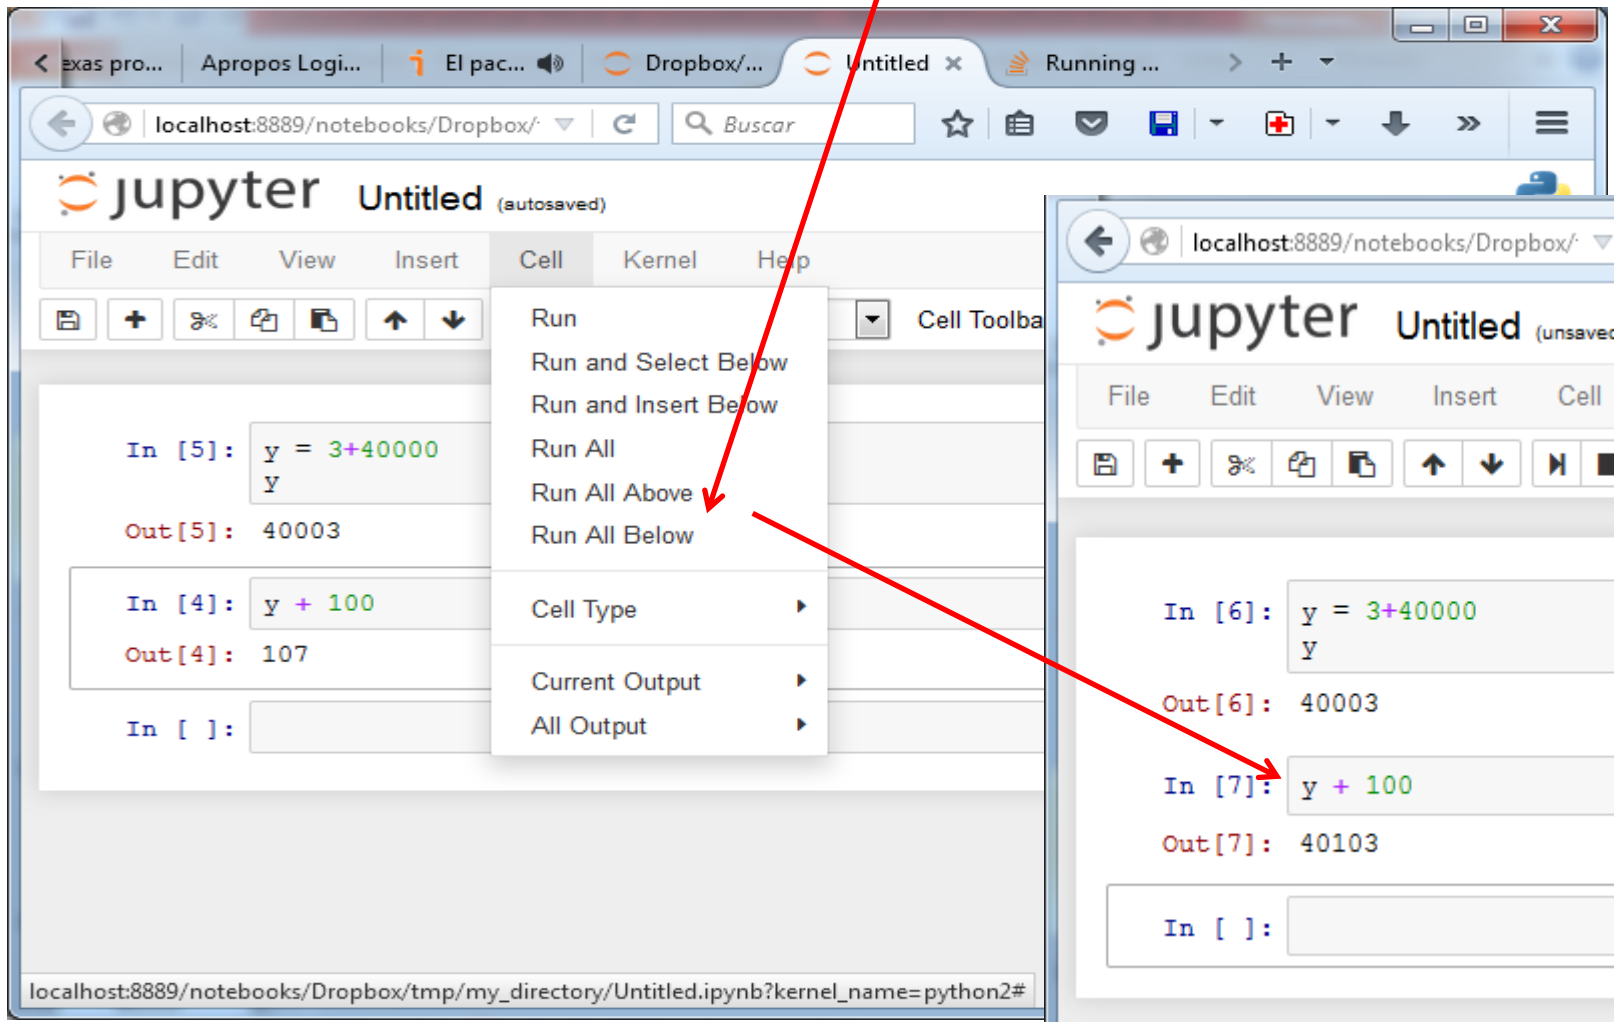 exas pro...
Apropos Logi...
El pac...
Dropbox/...
Untitled
Running ...
localhost:8889/notebooks/Dropbox/
Buscar
jupyter Untitled (autosaved)
File Edit View Insert Cell Kernel Help
Cell Toolba
Run
Run and Select Below
Run and Insert Below
Run All
Run All Above
Run All Below
Cell Type
Current Output
All Output
In [5]: y = 3+40000
y
Out[5]: 40003
In [4]: y + 100
Out[4]: 107
In [ ]:
localhost:8889/notebooks/Dropbox/tmp/my_directory/Untitled.ipynb?kernel_name=python2#
localhost:8889/notebooks/Dropbox/
jupyter Untitled (unsaved
File Edit View Insert Cell
In [6]: y = 3+40000
y
Out[6]: 40003
In [7]: y + 100
Out[7]: 40103
In [ ]: